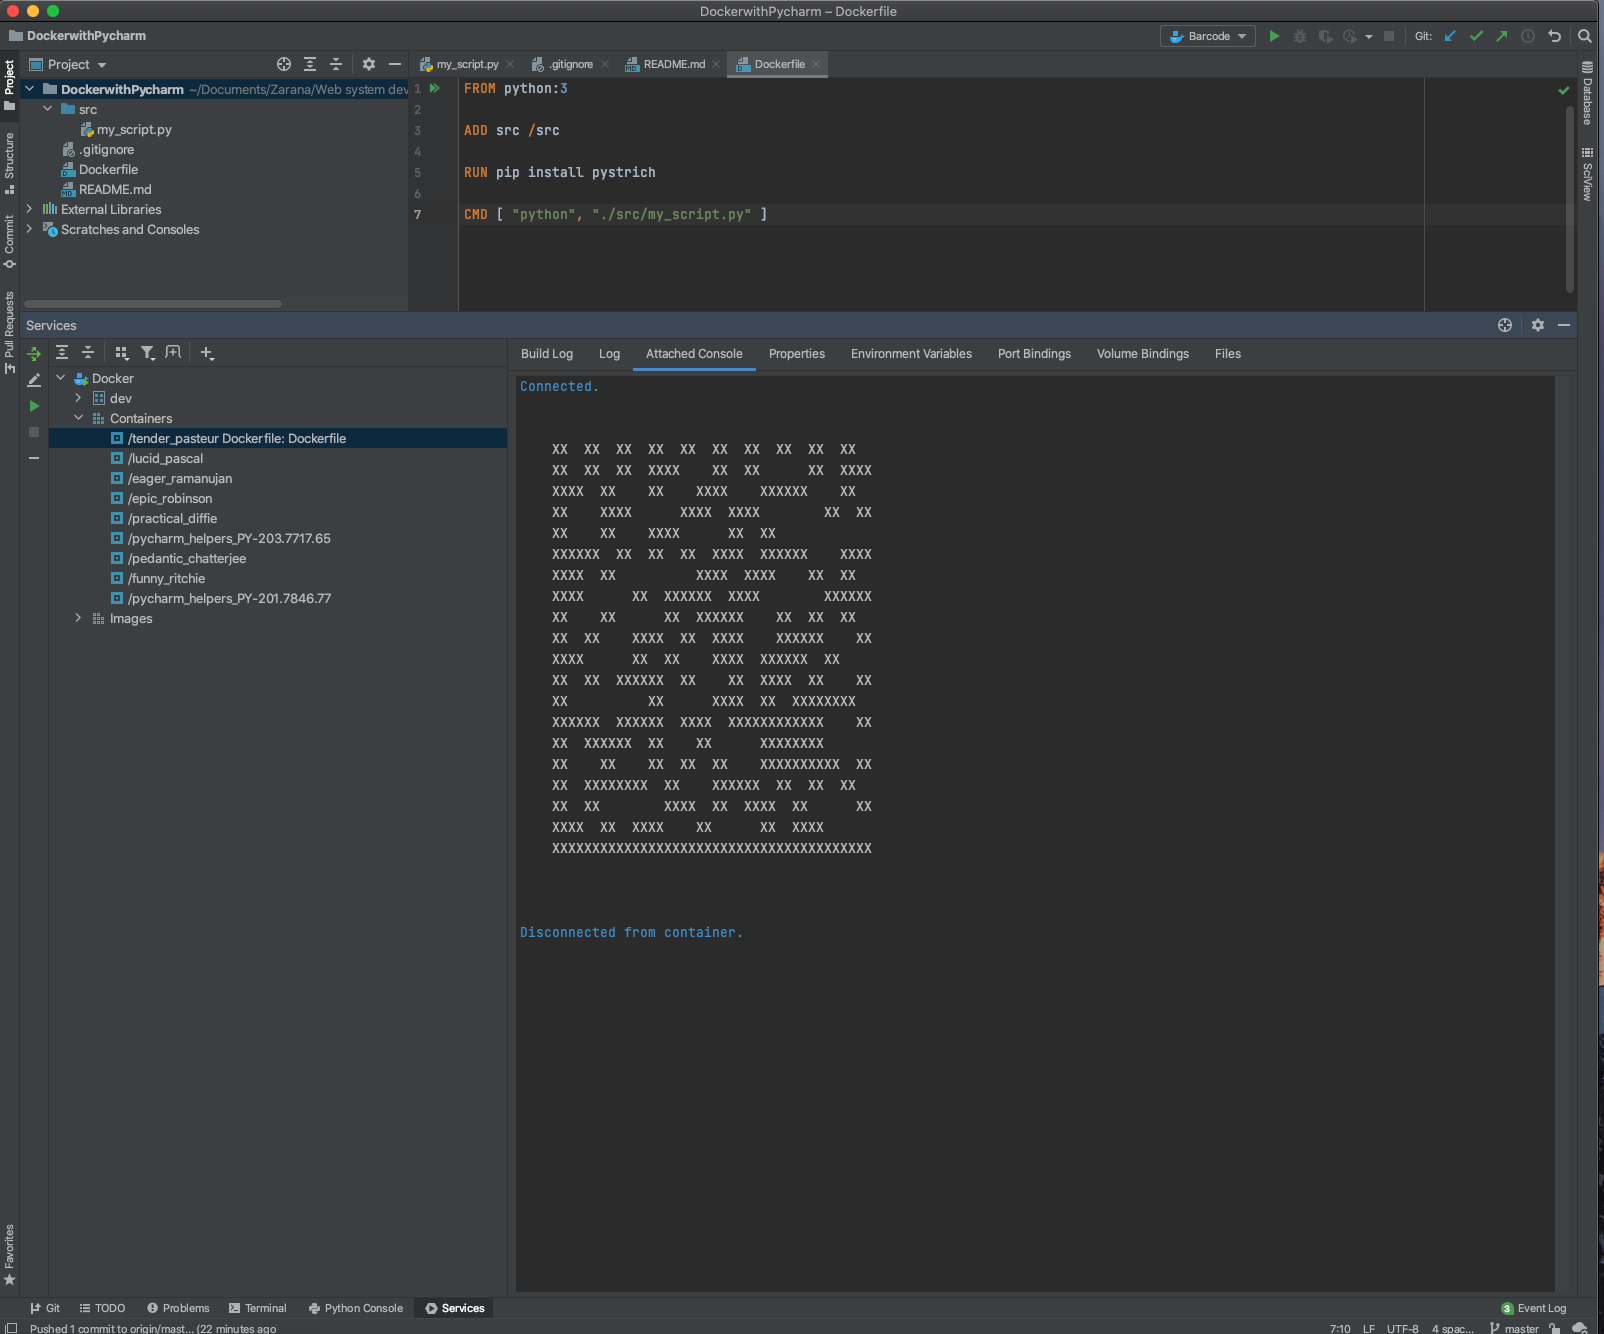 DockerwithPycharm – Dockerfile
DockerwithPycharm
Barcode
Git:
Project
my_script.py
.gitignore
README.md
Dockerfile
DockerwithPycharm ~/Documents/Zarana/Web system dev
src
my_script.py
.gitignore
Dockerfile
README.md
External Libraries
Scratches and Consoles
1 FROM python:3
2
3 ADD src /src
4
5 RUN pip install pystrich
6
7 CMD [ "python", "./src/my_script.py" ]
Project
Structure
Commit
Pull Requests
Favorites
Database
SciView
Services
Build Log
Log
Attached Console
Properties
Environment Variables
Port Bindings
Volume Bindings
Files
Docker
dev
Containers
/tender_pasteur Dockerfile: Dockerfile
/lucid_pascal
/eager_ramanujan
/epic_robinson
/practical_diffie
/pycharm_helpers_PY-203.7717.65
/pedantic_chatterjee
/funny_ritchie
/pycharm_helpers_PY-201.7846.77
Images
Connected.
XX  XX  XX  XX  XX  XX  XX  XX  XX  XX
XX  XX  XX  XXXX    XX  XX      XX  XXXX
XXXX  XX    XX    XXXX    XXXXXX    XX
XX    XXXX      XXXX  XXXX        XX  XX
XX    XX    XXXX      XX  XX
XXXXXX  XX  XX  XX  XXXX  XXXXXX    XXXX
XXXX  XX          XXXX  XXXX    XX  XX
XXXX      XX  XXXXXX  XXXX        XXXXXX
XX    XX      XX  XXXXXX    XX  XX  XX
XX  XX    XXXX  XX  XXXX    XXXXXX    XX
XXXX      XX  XX    XXXX  XXXXXX  XX
XX  XX  XXXXXX  XX    XX  XXXX  XX    XX
XX          XX      XXXX  XX  XXXXXXXX
XXXXXX  XXXXXX  XXXX  XXXXXXXXXXXX    XX
XX  XXXXXX  XX    XX      XXXXXXXX
XX    XX    XX  XX  XX    XXXXXXXXXX  XX
XX  XXXXXXXX  XX    XXXXXX  XX  XX  XX
XX  XX        XXXX  XX  XXXX  XX      XX
XXXX  XX  XXXX    XX      XX  XXXX
XXXXXXXXXXXXXXXXXXXXXXXXXXXXXXXXXXXXXXXX
Disconnected from container.
Git
TODO
Problems
Terminal
Python Console
Services
3 Event Log
Pushed 1 commit to origin/mast... (22 minutes ago
7:10 LF UTF-8 4 spac... master